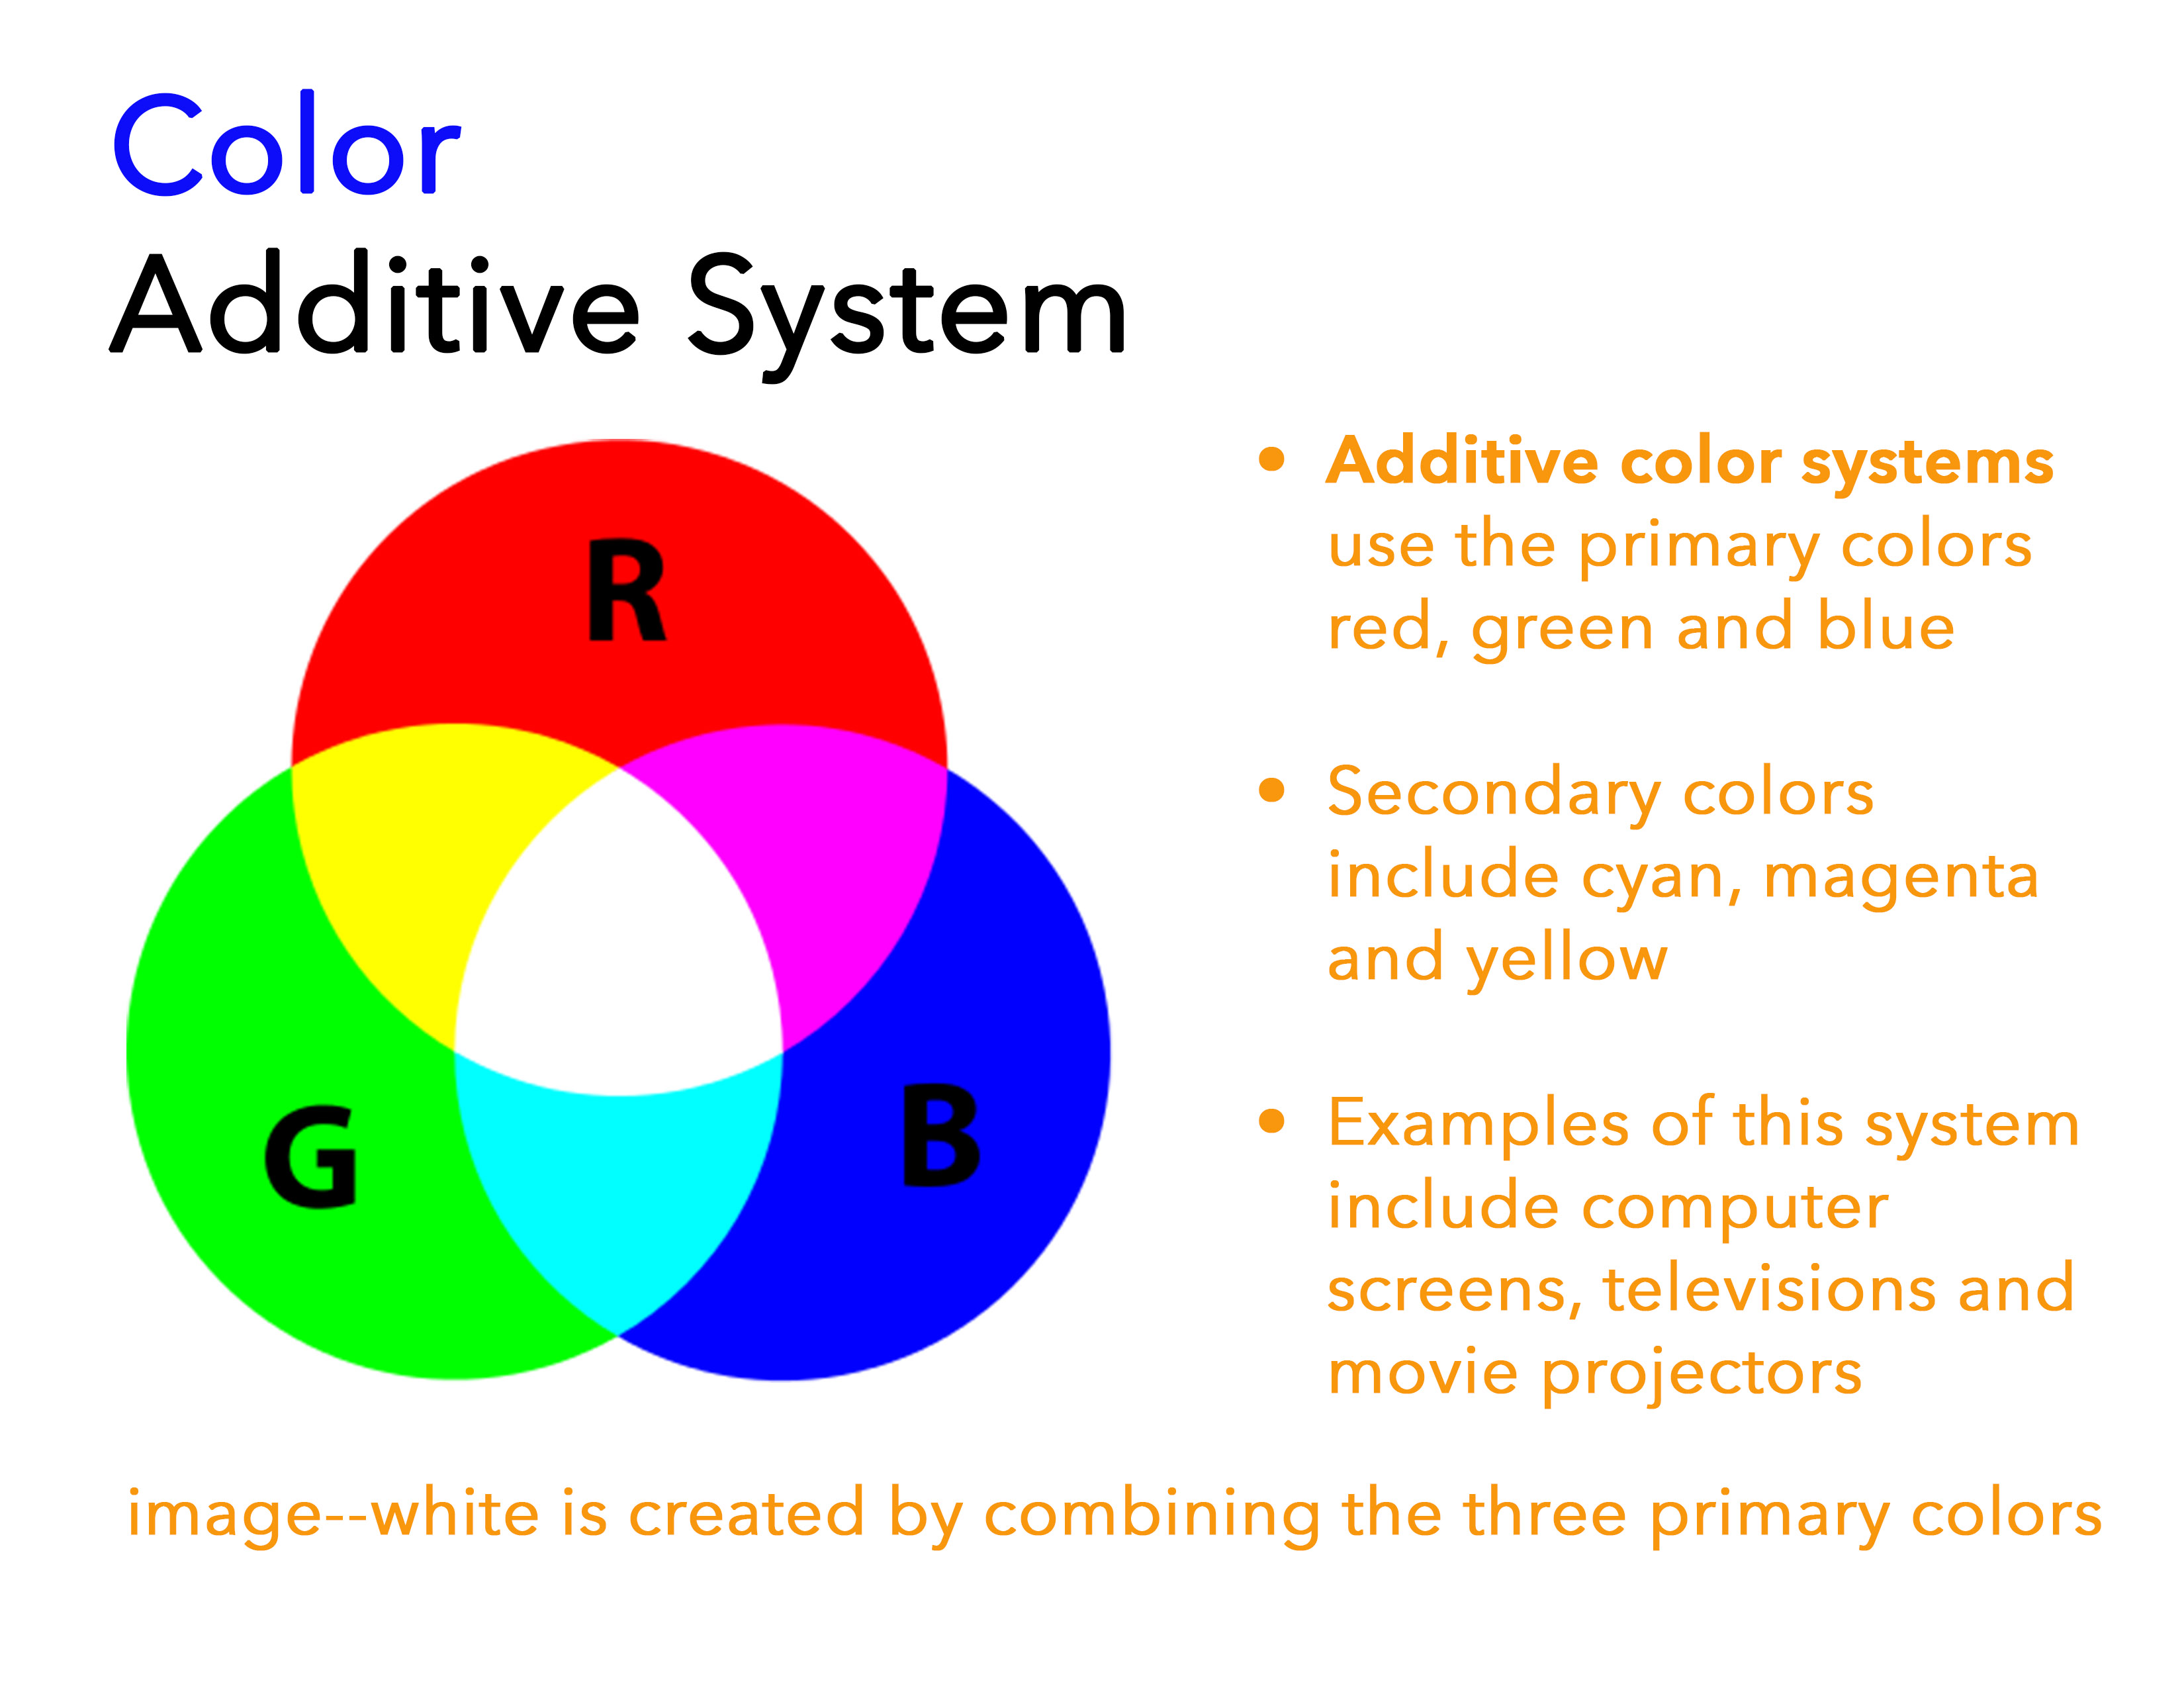 Color
Additive System
R
G
B
• Additive color systems
use the primary colors
red, green and blue
• Secondary colors
include cyan, magenta
and yellow
• Examples of this system
include computer
screens, televisions and
movie projectors
image--white is created by combining the three primary colors